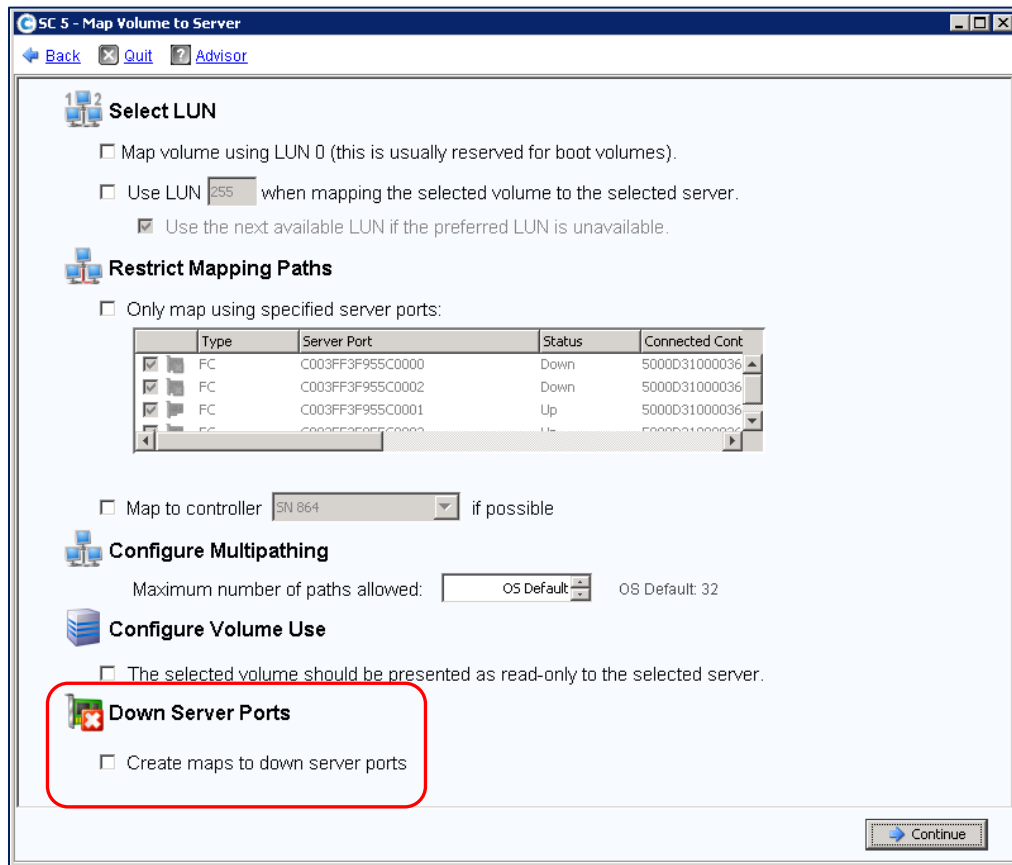 SC 5 - Map Volume to Server
Back Quit Advisor
1 2
Select LUN
Map volume using LUN 0 (this is usually reserved for boot volumes).
Use LUN 255 when mapping the selected volume to the selected server.
Use the next available LUN if the preferred LUN is unavailable.
Restrict Mapping Paths
Only map using specified server ports:
Type Server Port Status Connected Cont
FC C003FF3F955C0000 Down 5000D31000036
FC C003FF3F955C0002 Down 5000D31000036
FC C003FF3F955C0001 Up 5000D31000036
Map to controller SN 864 if possible
Configure Multipathing
Maximum number of paths allowed: OS Default OS Default: 32
Configure Volume Use
The selected volume should be presented as read-only to the selected server.
Down Server Ports
Create maps to down server ports
Continue